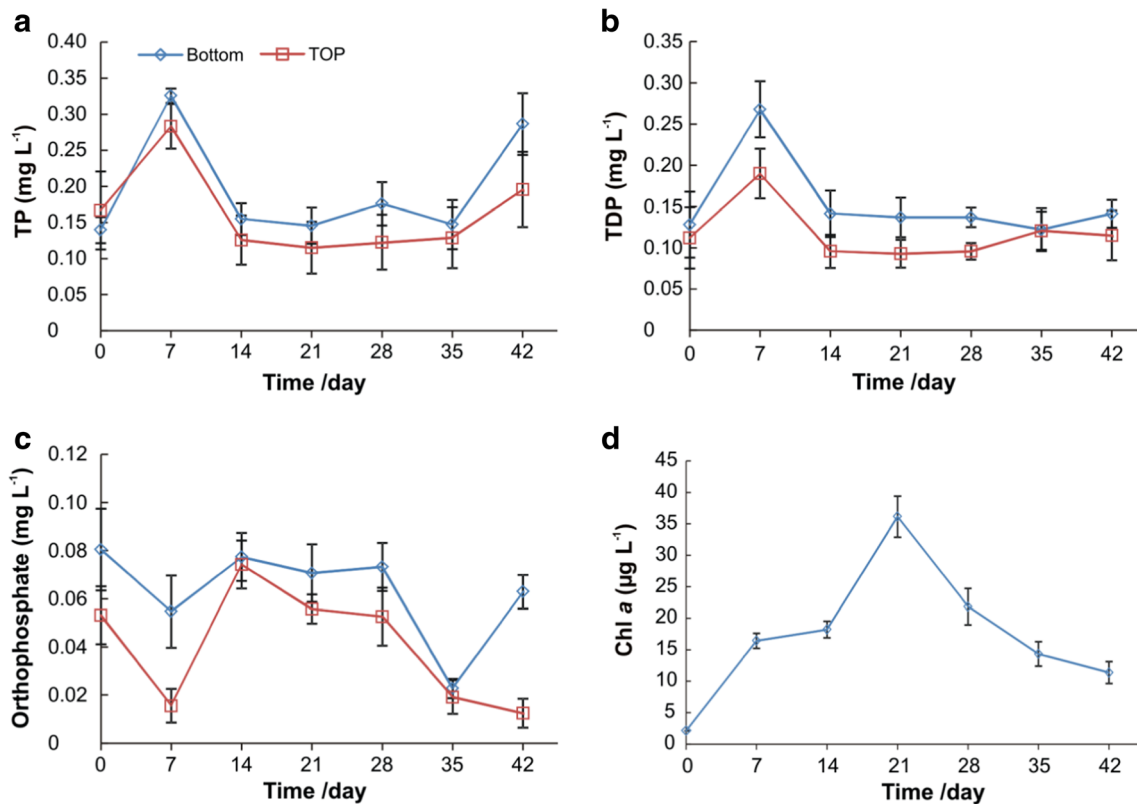 a
0.40
0.35
0.30
0.25
0.20
0.15
0.10
0.05
0
TP (mg L⁻¹)
Bottom TOP
0 7 14 21 28 35 42
Time /day
b
0.35
0.30
0.25
0.20
0.15
0.10
0.05
0
TDP (mg L⁻¹)
0 7 14 21 28 35 42
Time /day
c
0.12
0.10
0.08
0.06
0.04
0.02
0
Orthophosphate (mg L⁻¹)
0 7 14 21 28 35 42
Time /day
d
45
40
35
30
25
20
15
10
5
0
Chl a (µg L⁻¹)
0 7 14 21 28 35 42
Time /day